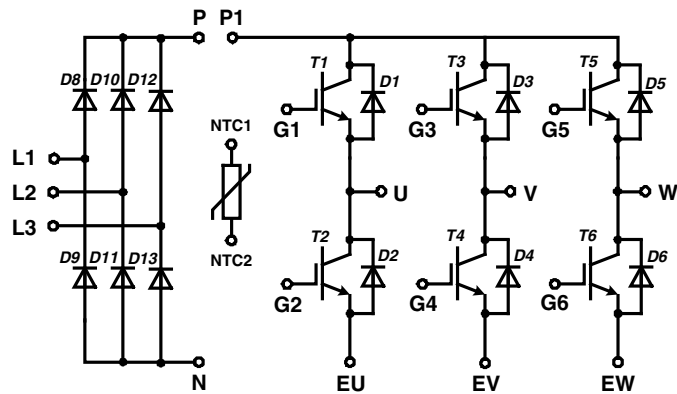 P P1
T1 T3 T5
D8 D10 D12 D1 D3 D5
G1 G3 G5
NTC1
L1
L2 U V W
L3
T2 T4 T6
D9 D11 D13 NTC2 D2 D4 D6
G2 G4 G6
N EU EV EW